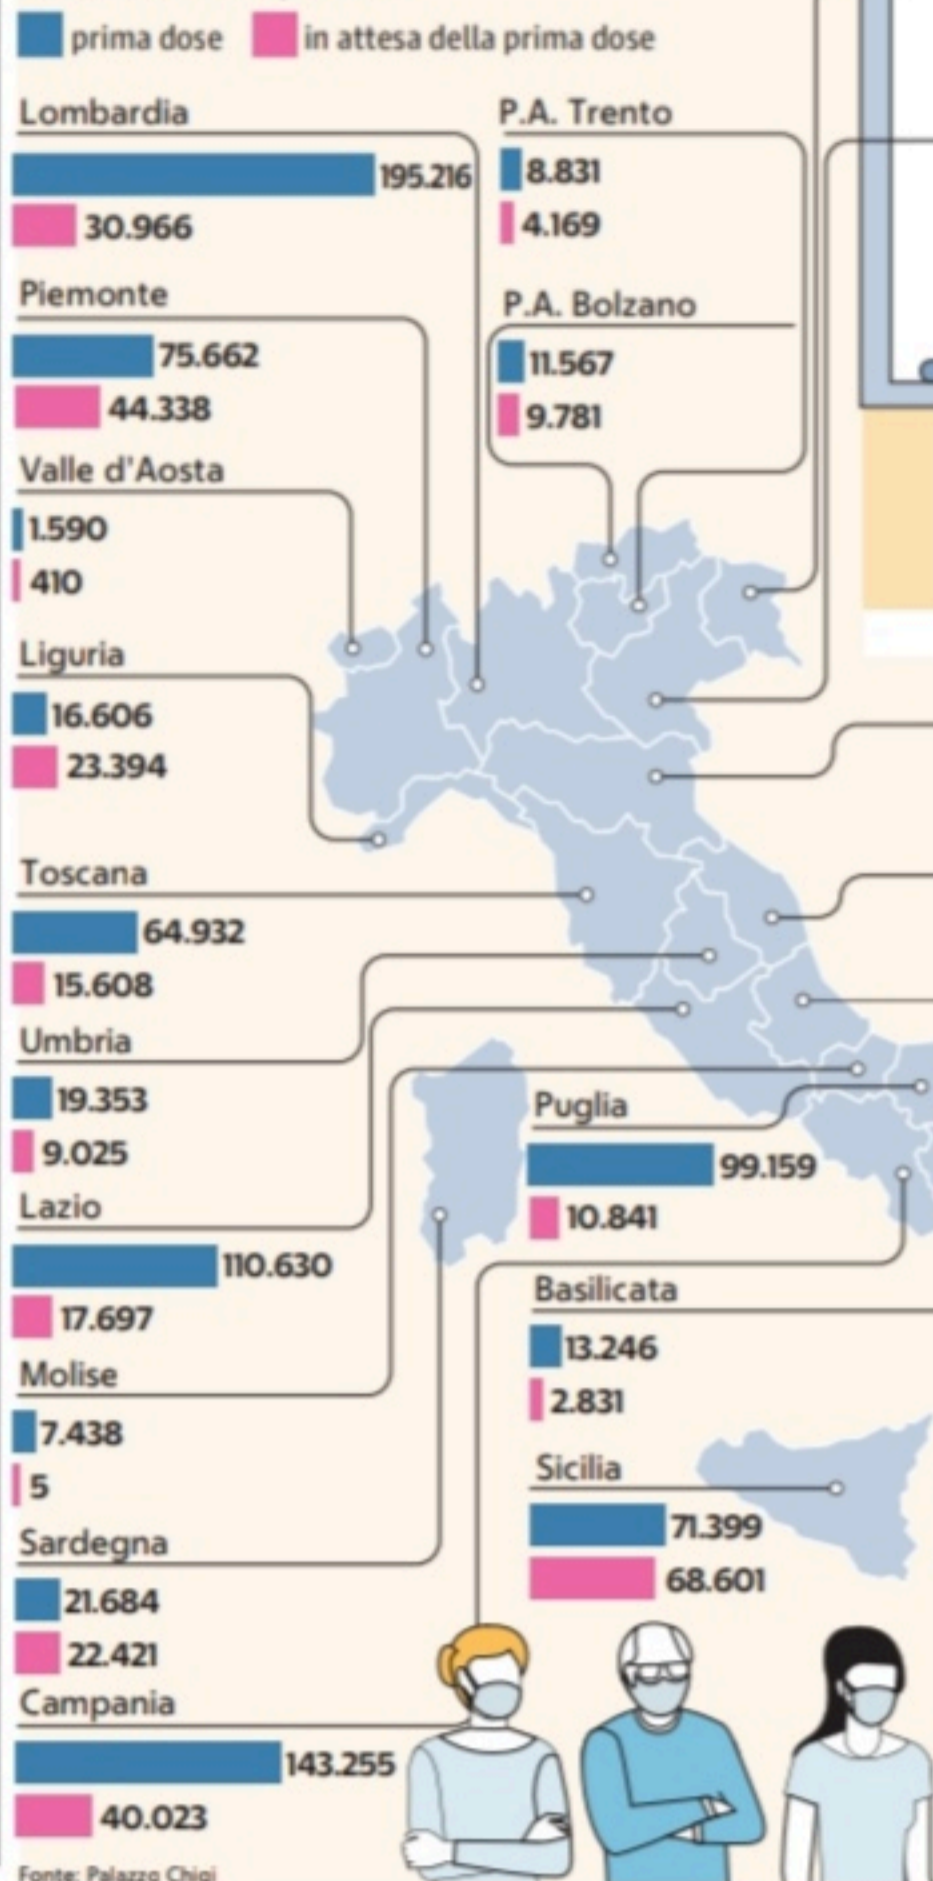 prima dose in attesa della prima dose
Lombardia
195.216
30.966
Piemonte
75.662
44.338
Valle d'Aosta
1.590
410
Liguria
16.606
23.394
Toscana
64.932
15.608
Umbria
19.353
9.025
Lazio
110.630
17.697
Molise
7.438
5
Sardegna
21.684
22.421
Campania
143.255
40.023
P.A. Trento
8.831
4.169
P.A. Bolzano
11.567
9.781
Puglia
99.159
10.841
Basilicata
13.246
2.831
Sicilia
71.399
68.601
Fonte: Palazzo Chigi